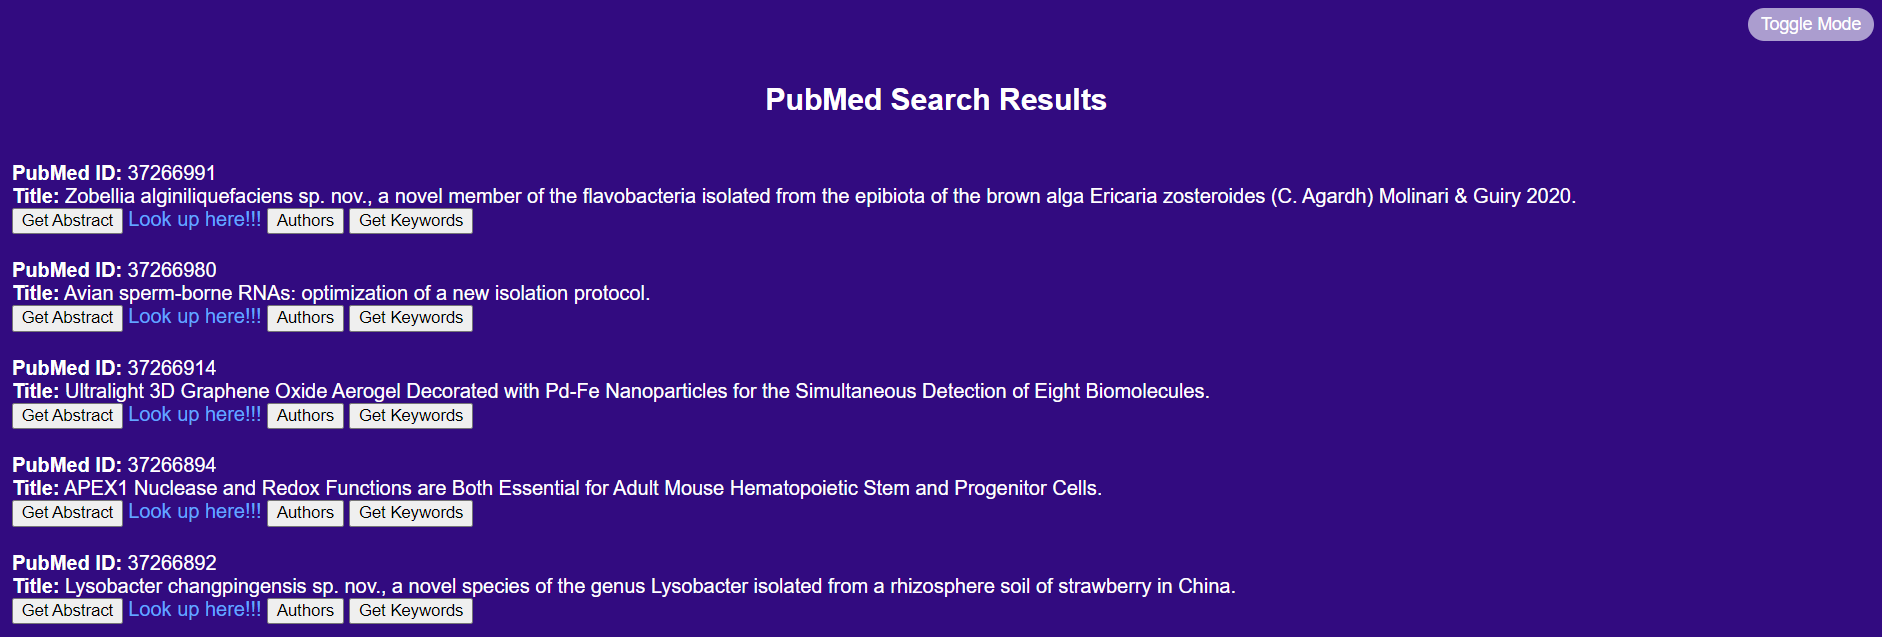 Toggle Mode
PubMed Search Results
PubMed ID: 37266991
Title: Zobellia alginiliquefaciens sp. nov., a novel member of the flavobacteria isolated from the epibiota of the brown alga Ericaria zosteroides (C. Agardh) Molinari & Guiry 2020.
Get Abstract Look up here!!! Authors Get Keywords
PubMed ID: 37266980
Title: Avian sperm-borne RNAs: optimization of a new isolation protocol.
Get Abstract Look up here!!! Authors Get Keywords
PubMed ID: 37266914
Title: Ultralight 3D Graphene Oxide Aerogel Decorated with Pd-Fe Nanoparticles for the Simultaneous Detection of Eight Biomolecules.
Get Abstract Look up here!!! Authors Get Keywords
PubMed ID: 37266894
Title: APEX1 Nuclease and Redox Functions are Both Essential for Adult Mouse Hematopoietic Stem and Progenitor Cells.
Get Abstract Look up here!!! Authors Get Keywords
PubMed ID: 37266892
Title: Lysobacter changpingensis sp. nov., a novel species of the genus Lysobacter isolated from a rhizosphere soil of strawberry in China.
Get Abstract Look up here!!! Authors Get Keywords